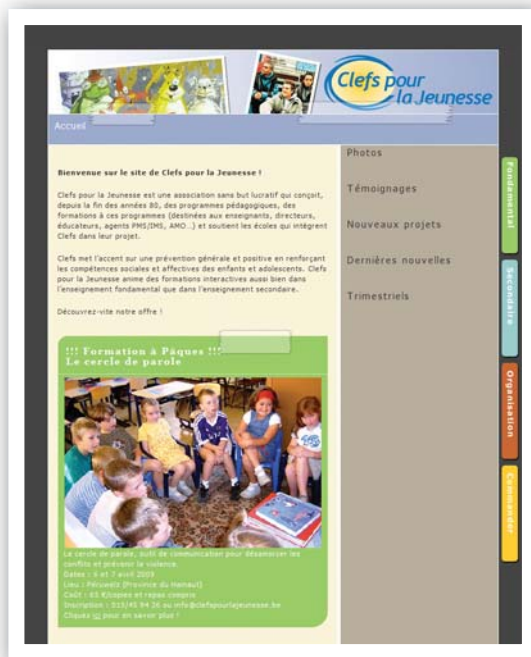 Clefs pour
la Jeunesse
Accueil
Bienvenue sur le site de Clefs pour la Jeunesse !
Clefs pour la Jeunesse est une association sans but lucratif qui conçoit,
depuis la fin des années 80, des programmes pédagogiques, des
formations à ces programmes (destinées aux enseignants, directeurs,
éducateurs, agents PMS/IMS, AMO…) et soutient les écoles qui intègrent
Clefs dans leur projet.
Clefs met l'accent sur une prévention générale et positive en renforçant
les compétences sociales et affectives des enfants et adolescents. Clefs
pour la Jeunesse anime des formations interactives aussi bien dans
l'enseignement fondamental que dans l'enseignement secondaire.
Découvrez-vite notre offre !
!!! Formation à Pâques !!!
Le cercle de parole
Le cercle de parole, outil de communication pour désamorcer les
conflits et prévenir la violence.
Dates : 6 et 7 avril
Lieu : Péruwelz (Province du Hainaut)
Coût : 65 €/copies et repas compris
Inscription : info@clefspourlajeunesse.be
Cliquez ici pour en savoir plus !
Photos
Témoignages
Nouveaux projets
Dernières nouvelles
Trimestriels
Fondamental
Secondaire
Organisation
Commander